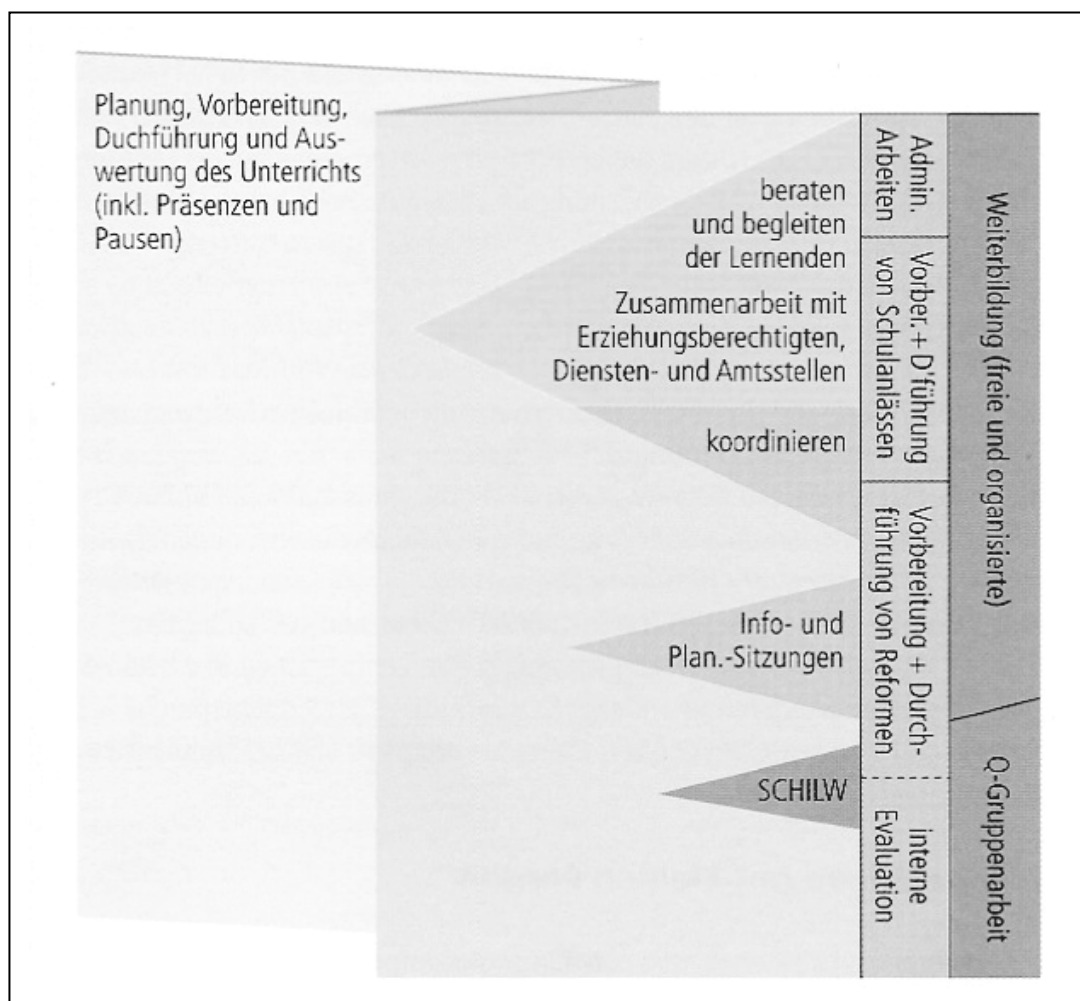 Planung, Vorbereitung,
Duchführung und Aus-
wertung des Unterrichts
(inkl. Präsenzen und
Pausen)
beraten
und begleiten
der Lernenden
Zusammenarbeit mit
Erziehungsberechtigten,
Diensten- und Amtsstellen
koordinieren
Info- und
Plan.-Sitzungen
SCHILW
Admin.
Arbeiten
Vorber. + D'führung
von Schulanlässen
Vorbereitung + Durch-
führung von Reformen
interne
Evaluation
Weiterbildung (freie und organisierte)
Q-Gruppenarbeit